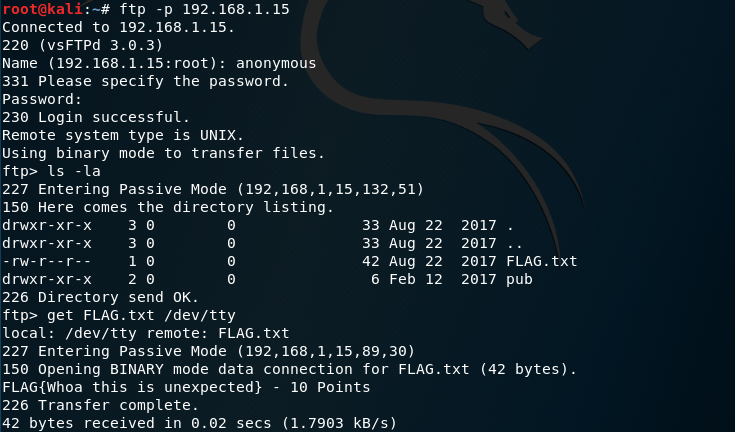 root@kali:~# ftp -p 192.168.1.15
Connected to 192.168.1.15.
220 (vsFTPd 3.0.3)
Name (192.168.1.15:root): anonymous
331 Please specify the password.
Password:
230 Login successful.
Remote system type is UNIX.
Using binary mode to transfer files.
ftp> ls -la
227 Entering Passive Mode (192,168,1,15,132,51)
150 Here comes the directory listing.
drwxr-xr-x    3 0        0              33 Aug 22  2017 .
drwxr-xr-x    3 0        0              33 Aug 22  2017 ..
-rw-r--r--    1 0        0              42 Aug 22  2017 FLAG.txt
drwxr-xr-x    2 0        0               6 Feb 12  2017 pub
226 Directory send OK.
ftp> get FLAG.txt /dev/tty
local: /dev/tty remote: FLAG.txt
227 Entering Passive Mode (192,168,1,15,89,30)
150 Opening BINARY mode data connection for FLAG.txt (42 bytes).
FLAG{Whoa this is unexpected} - 10 Points
226 Transfer complete.
42 bytes received in 0.02 secs (1.7903 kB/s)